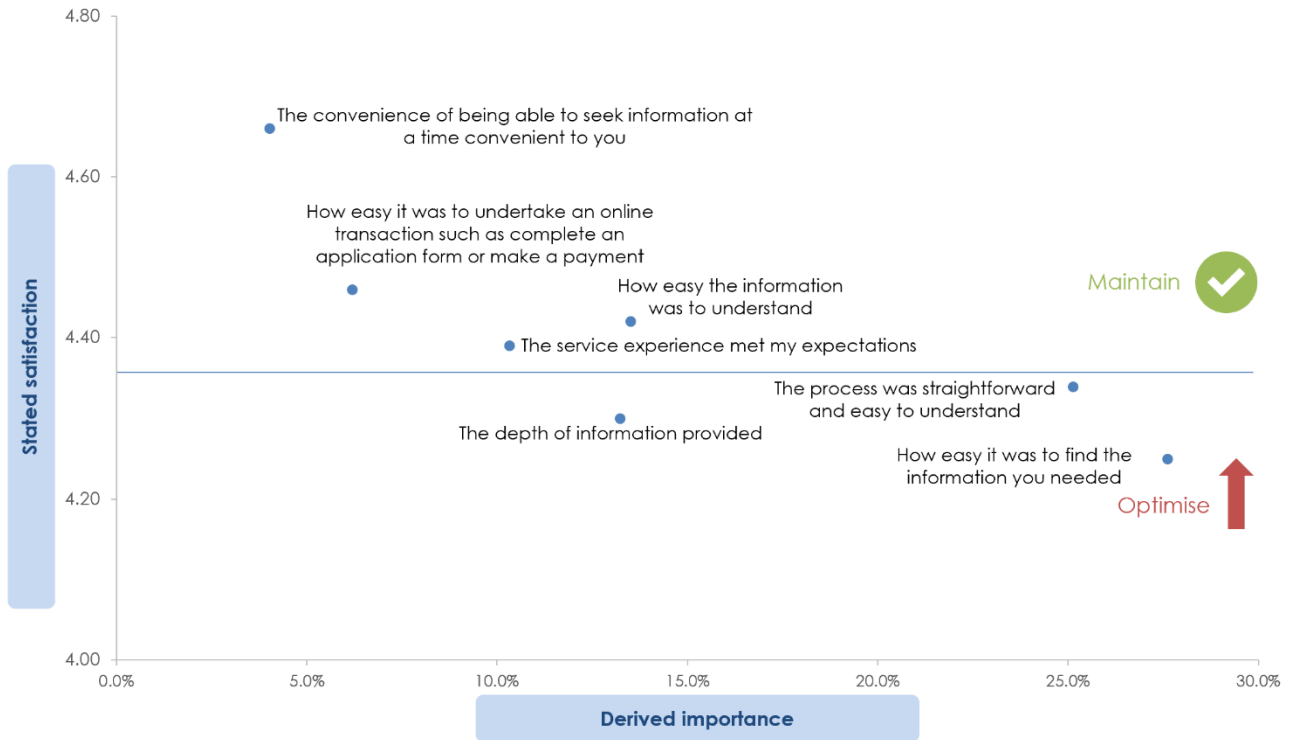 4.80
The convenience of being able to seek information at
a time convenient to you
4.60
How easy it was to undertake an online
transaction such as complete an
application form or make a payment
How easy the information
was to understand
Maintain
Stated satisfaction
4.40
The service experience met my expectations
The process was straightforward
and easy to understand
4.20
The depth of information provided
How easy it was to find the
information you needed
Optimise
4.00
0.0%
5.0%
10.0%
15.0%
20.0%
25.0%
30.0%
Derived importance